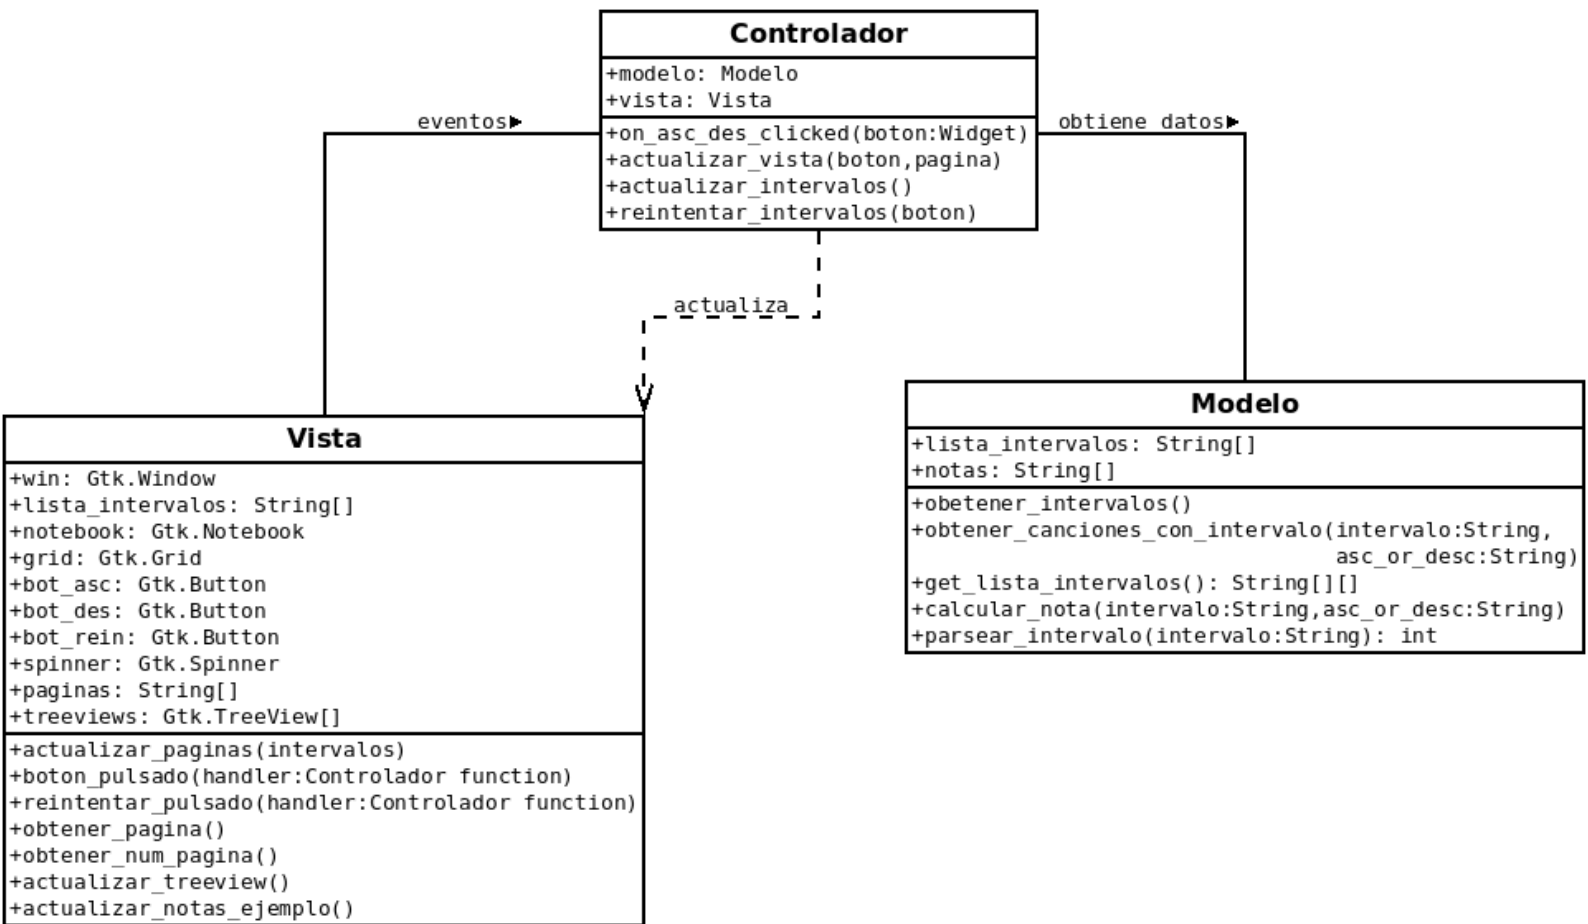 Controlador
+modelo: Modelo
+vista: Vista
+on_asc_des_clicked(boton:Widget)
+actualizar_vista(boton,pagina)
+actualizar_intervalos()
+reintentar_intervalos(boton)
eventos▶
obtiene datos▶
actualiza
Vista
+win: Gtk.Window
+lista_intervalos: String[]
+notebook: Gtk.Notebook
+grid: Gtk.Grid
+bot_asc: Gtk.Button
+bot_des: Gtk.Button
+bot_rein: Gtk.Button
+spinner: Gtk.Spinner
+paginas: String[]
+treeviews: Gtk.TreeView[]
+actualizar_paginas(intervalos)
+boton_pulsado(handler:Controlador function)
+reintentar_pulsado(handler:Controlador function)
+obtener_pagina()
+obtener_num_pagina()
+actualizar_treeview()
+actualizar_notas_ejemplo()
Modelo
+lista_intervalos: String[]
+notas: String[]
+obetener_intervalos()
+obtener_canciones_con_intervalo(intervalo:String,
asc_or_desc:String)
+get_lista_intervalos(): String[][]
+calcular_nota(intervalo:String,asc_or_desc:String)
+parsear_intervalo(intervalo:String): int